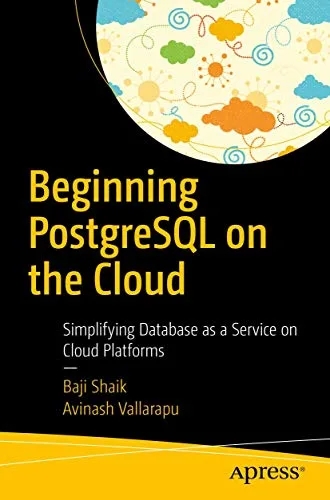 Beginning
PostgreSQL on
the Cloud
Simplifying Database as a Service on
Cloud Platforms
—
Baji Shaik
Avinash Vallarapu
Apress®